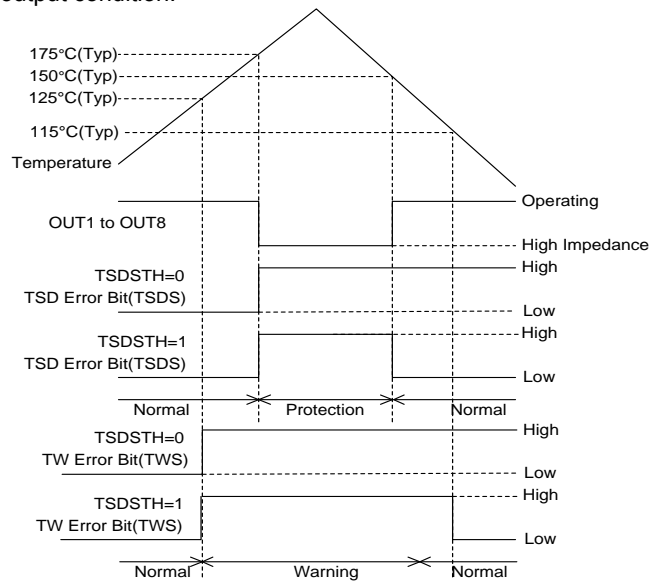 output condition.
175°C(Typ)
150°C(Typ)
125°C(Typ)
115°C(Typ)
Temperature
Operating
OUT1 to OUT8
High Impedance
High
TSDSTH=0
TSD Error Bit(TSDS)
Low
High
TSDSTH=1
TSD Error Bit(TSDS)
Low
Normal Protection Normal
High
TSDSTH=0
TW Error Bit(TWS)
Low
High
TSDSTH=1
TW Error Bit(TWS)
Low
Normal Warning Normal